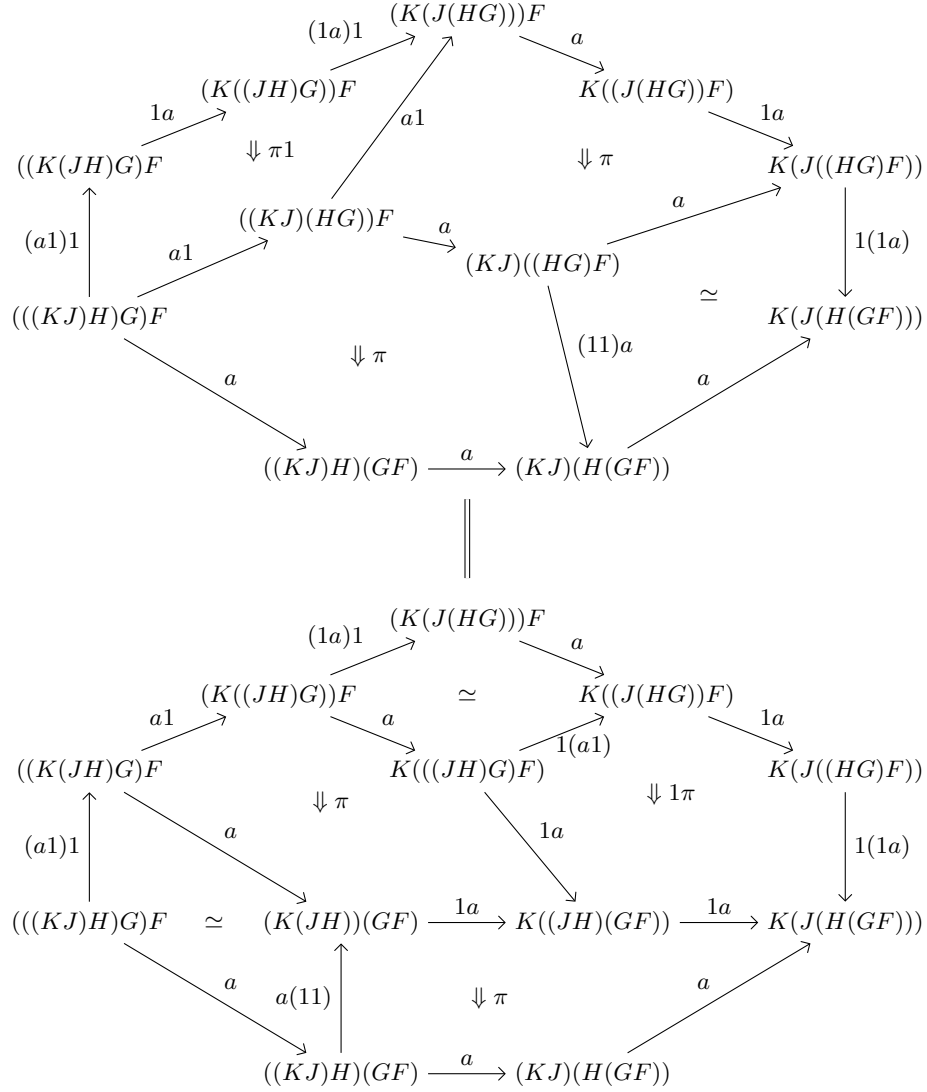 (K(J(HG)))F
(1a)1
a
(K((JH)G))F
K((J(HG))F)
1a
a1
1a
⇓ π1
⇓ π
((K(JH)G)F
K(J((HG)F))
((KJ)(HG))F
a
(a1)1
a1
a
1(1a)
(KJ)((HG)F)
≃
(((KJ)H)G)F
K(J(H(GF)))
(11)a
⇓ π
a
a
a
((KJ)H)(GF)
(KJ)(H(GF))
(K(J(HG)))F
(1a)1
a
(K((JH)G))F
≃
K((J(HG))F)
a1
a
1(a1)
1a
((K(JH)G)F
K(((JH)G)F)
K(J((HG)F))
⇓ π
⇓ 1π
(a1)1
a
1a
1(1a)
(((KJ)H)G)F
≃
(K(JH))(GF)
1a
K((JH)(GF))
1a
K(J(H(GF)))
a
a(11)
⇓ π
a
((KJ)H)(GF)
a
(KJ)(H(GF))